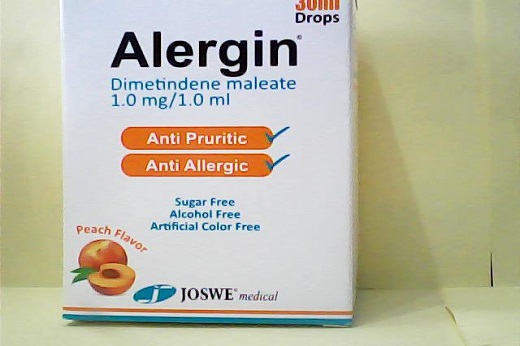 30ml
Drops
Alergin®
Dimetindene maleate
1.0 mg/1.0 ml
Anti Pruritic
Anti Allergic
Sugar Free
Alcohol Free
Artificial Color Free
Peach Flavor
JOSWE® medical